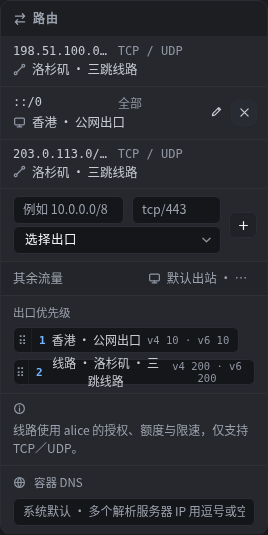 路由
198.51.100.0… TCP / UDP
洛杉矶 • 三跳线路
::/0 全部
香港 • 公网出口
203.0.113.0/… TCP / UDP
洛杉矶 • 三跳线路
例如 10.0.0.0/8 tcp/443
选择出口
其余流量 默认出站 • …
出口优先级
1 香港 • 公网出口 v4 10 · v6 10
2 线路 • 洛杉矶 • 三跳线路 v4 200 · v6 200
线路使用 alice 的授权、额度与限速，仅支持
TCP／UDP。
容器 DNS
系统默认 • 多个解析服务器 IP 用逗号或空